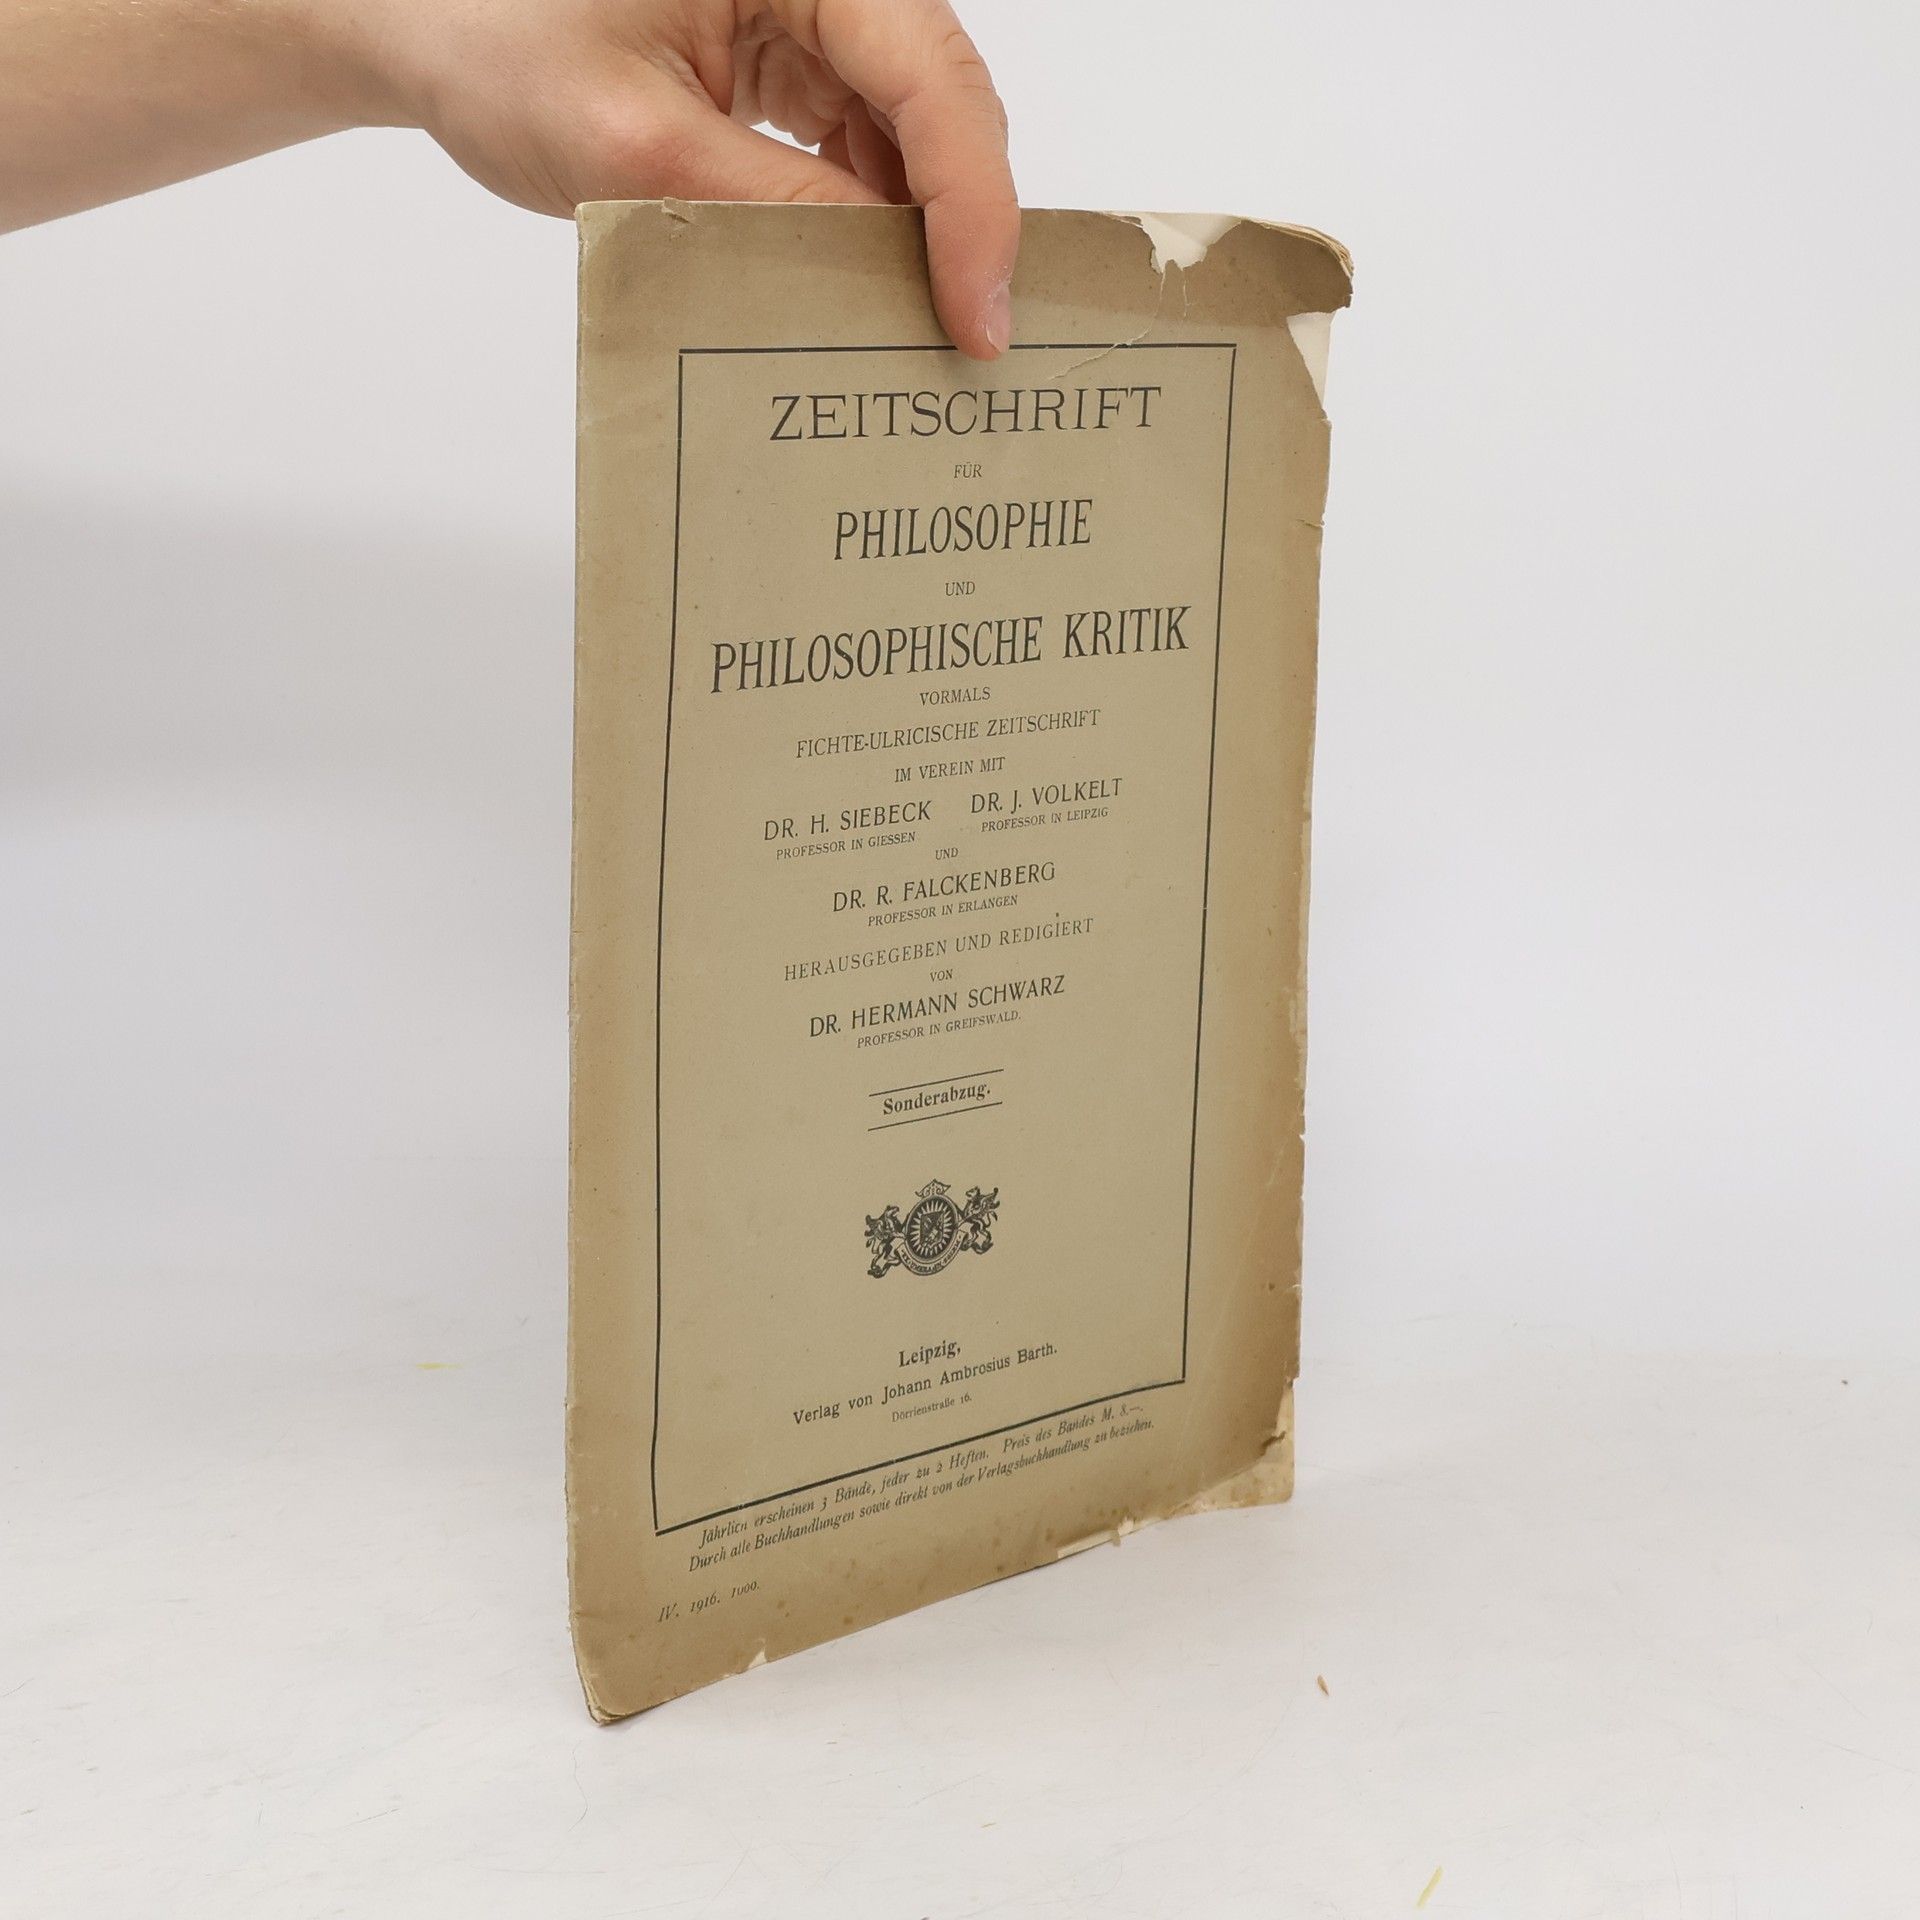 ZEITSCHRIFT
FÜR
PHILOSOPHIE
UND
PHILOSOPHISCHE KRITIK
VORMALS
FICHTE-ULRICISCHE ZEITSCHRIFT
IM VEREIN MIT
DR. H. SIEBECK DR. J. VOLKELT
PROFESSOR IN GIESSEN PROFESSOR IN LEIPZIG
UND
DR. R. FALCKENBERG
PROFESSOR IN ERLANGEN
HERAUSGEGEBEN UND REDIGIERT
VON
DR. HERMANN SCHWARZ
PROFESSOR IN GREIFSWALD.
Sonderabzug.
Leipzig,
Verlag von Johann Ambrosius Barth.
Dörrienstraße 16.
Jährlich erscheinen 3 Bände, jeder zu 2 Heften. Preis des Bandes M. 8.—.
Durch alle Buchhandlungen sowie direkt von der Verlagsbuchhandlung zu beziehen.
IV. 1916. 1000.